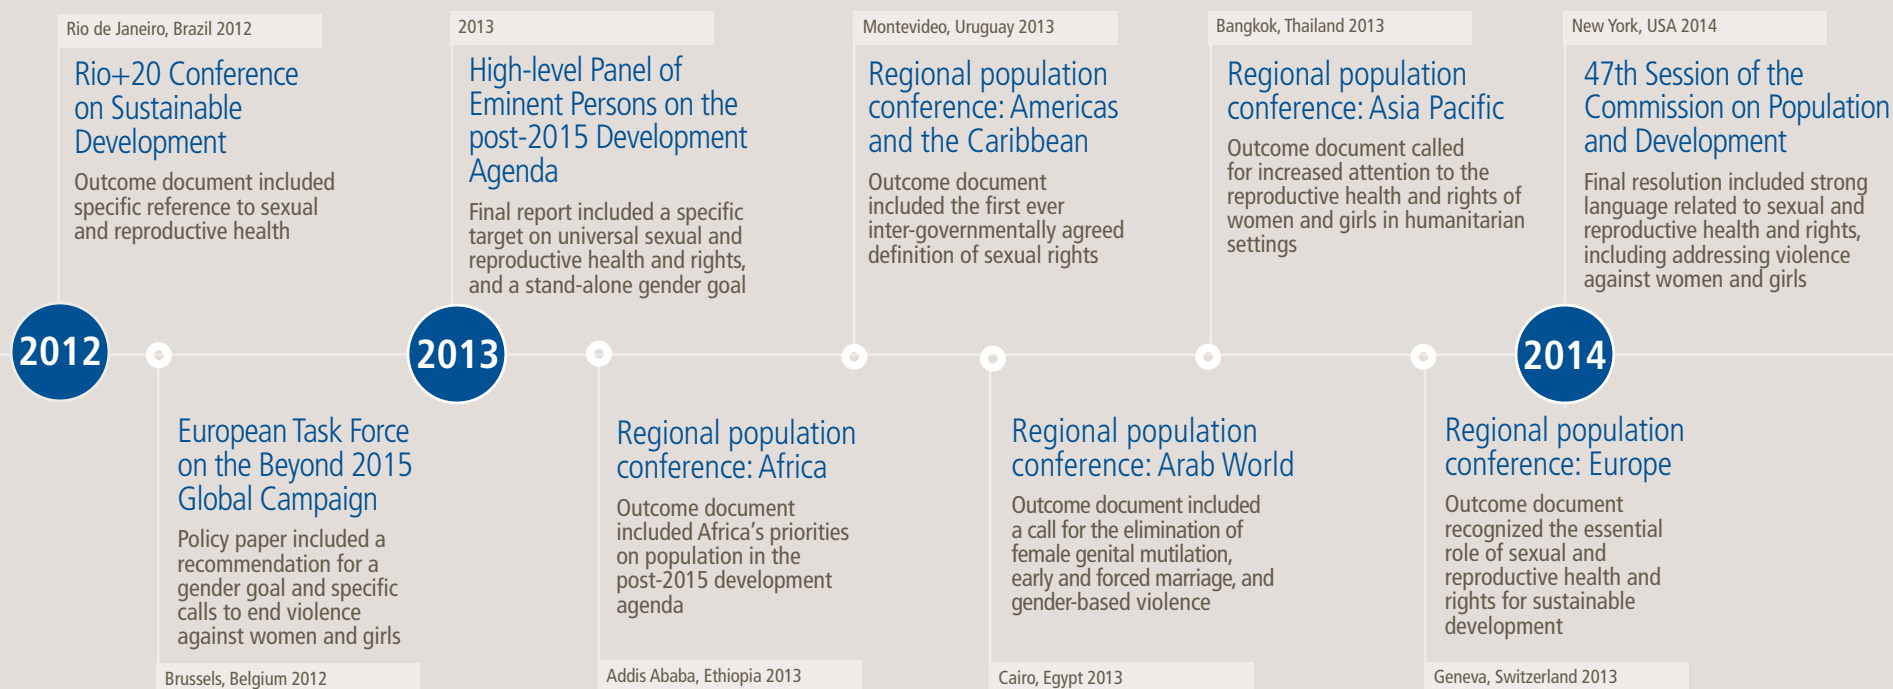 Rio de Janeiro, Brazil 2012
Rio+20 Conference
on Sustainable
Development
Outcome document included
specific reference to sexual
and reproductive health
2013
High-level Panel of
Eminent Persons on the
post-2015 Development
Agenda
Final report included a specific
target on universal sexual and
reproductive health and rights,
and a stand-alone gender goal
Montevideo, Uruguay 2013
Regional population
conference: Americas
and the Caribbean
Outcome document
included the first ever
inter-governmentally agreed
definition of sexual rights
Bangkok, Thailand 2013
Regional population
conference: Asia Pacific
Outcome document called
for increased attention to the
reproductive health and rights of
women and girls in humanitarian
settings
New York, USA 2014
47th Session of the
Commission on Population
and Development
Final resolution included strong
language related to sexual and
reproductive health and rights,
including addressing violence
against women and girls
2012
2013
2014
European Task Force
on the Beyond 2015
Global Campaign
Policy paper included a
recommendation for a
gender goal and specific
calls to end violence
against women and girls
Brussels, Belgium 2012
Regional population
conference: Africa
Outcome document
included Africa's priorities
on population in the
post-2015 development
agenda
Addis Ababa, Ethiopia 2013
Regional population
conference: Arab World
Outcome document included
a call for the elimination of
female genital mutilation,
early and forced marriage, and
gender-based violence
Cairo, Egypt 2013
Regional population
conference: Europe
Outcome document
recognized the essential
role of sexual and
reproductive health and
rights for sustainable
development
Geneva, Switzerland 2013